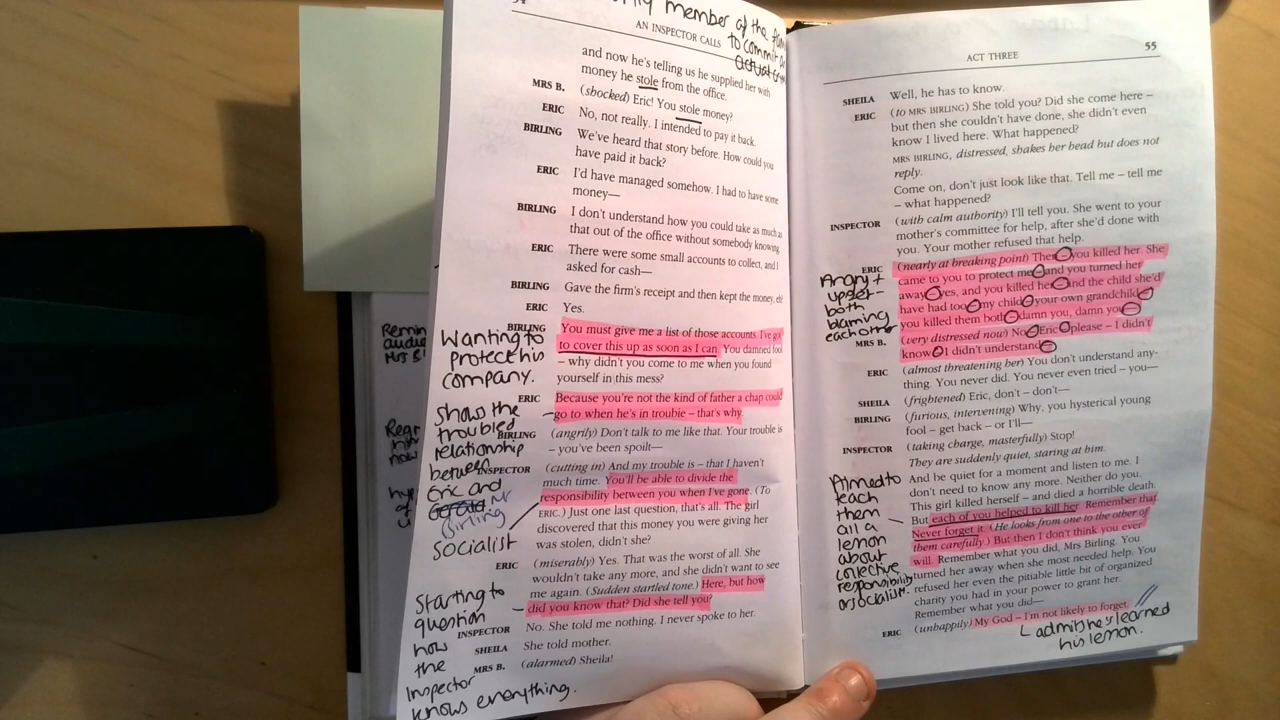 only member of the fam
to commit a
actual cri
54
AN INSPECTOR CALLS
and now he's telling us he supplied her with
money he stole from the office.
MRS B. (shocked) Eric! You stole money?
ERIC No, not really. I intended to pay it back.
BIRLING We've heard that story before. How could you
have paid it back?
ERIC I'd have managed somehow. I had to have some
money—
BIRLING I don't understand how you could take as much as
that out of the office without somebody knowing.
ERIC There were some small accounts to collect, and I
asked for cash—
BIRLING Gave the firm's receipt and then kept the money, eh?
ERIC Yes.
BIRLING You must give me a list of those accounts. I've got
to cover this up as soon as I can. You damned fool
– why didn't you come to me when you found
yourself in this mess?
ERIC Because you're not the kind of father a chap could
go to when he's in trouble – that's why.
BIRLING (angrily) Don't talk to me like that. Your trouble is
– you've been spoilt—
INSPECTOR (cutting in) And my trouble is – that I haven't
much time. You'll be able to divide the
responsibility between you when I've gone. (To
ERIC.) Just one last question, that's all. The girl
discovered that this money you were giving her
was stolen, didn't she?
ERIC (miserably) Yes. That was the worst of all. She
wouldn't take any more, and she didn't want to see
me again. (Sudden startled tone) Here, but how
did you know that? Did she tell you?
INSPECTOR No. She told me nothing. I never spoke to her.
SHEILA She told mother.
MRS B. (alarmed) Sheila!
Wanting to
protect his
company.
Shows the
troubled
relationship
between
Eric and
Gerald Mr
Birling
socialist
Starting to
question
how
the
Inspector
knows everything.
Remin
audie
Mrs B
Regr
now
ACT THREE
55
SHEILA Well, he has to know.
ERIC (to MRS BIRLING) She told you? Did she come here –
but then she couldn't have done, she didn't even
know I lived here. What happened?
MRS BIRLING, distressed, shakes her head but does not
reply.
Come on, don't just look like that. Tell me – tell me
– what happened?
INSPECTOR (with calm authority) I'll tell you. She went to your
mother's committee for help, after she'd done with
you. Your mother refused that help.
ERIC (nearly at breaking point) Then – you killed her. She
came to you to protect me – and you turned her
away – yes, and you killed her – and the child she'd
have had too – my child – your own grandchild –
you killed them both – damn you, damn you –
MRS B. (very distressed now) No – Eric – please – I didn't
know – I didn't understand –
ERIC (almost threatening her) You don't understand any-
thing. You never did. You never even tried – you—
SHEILA (frightened) Eric, don't – don't—
BIRLING (furious, intervening) Why, you hysterical young
fool – get back – or I'll—
INSPECTOR (taking charge, masterfully) Stop!
They are suddenly quiet, staring at him.
And be quiet for a moment and listen to me. I
don't need to know any more. Neither do you.
This girl killed herself – and died a horrible death.
But each of you helped to kill her. Remember that.
Never forget it. (He looks from one to the other of
them carefully.) But then I don't think you ever
will. Remember what you did, Mrs Birling. You
turned her away when she most needed help. You
refused her even the pitiable little bit of organized
charity you had in your power to grant her.
Remember what you did—
ERIC (unhappily) My God – I'm not likely to forget.
Angry +
upset –
both
blaming
each other
Aimed to
teach
them
all a
lemon
about
collective
responsibility
or socialism.
admits he's learned
his lesson.